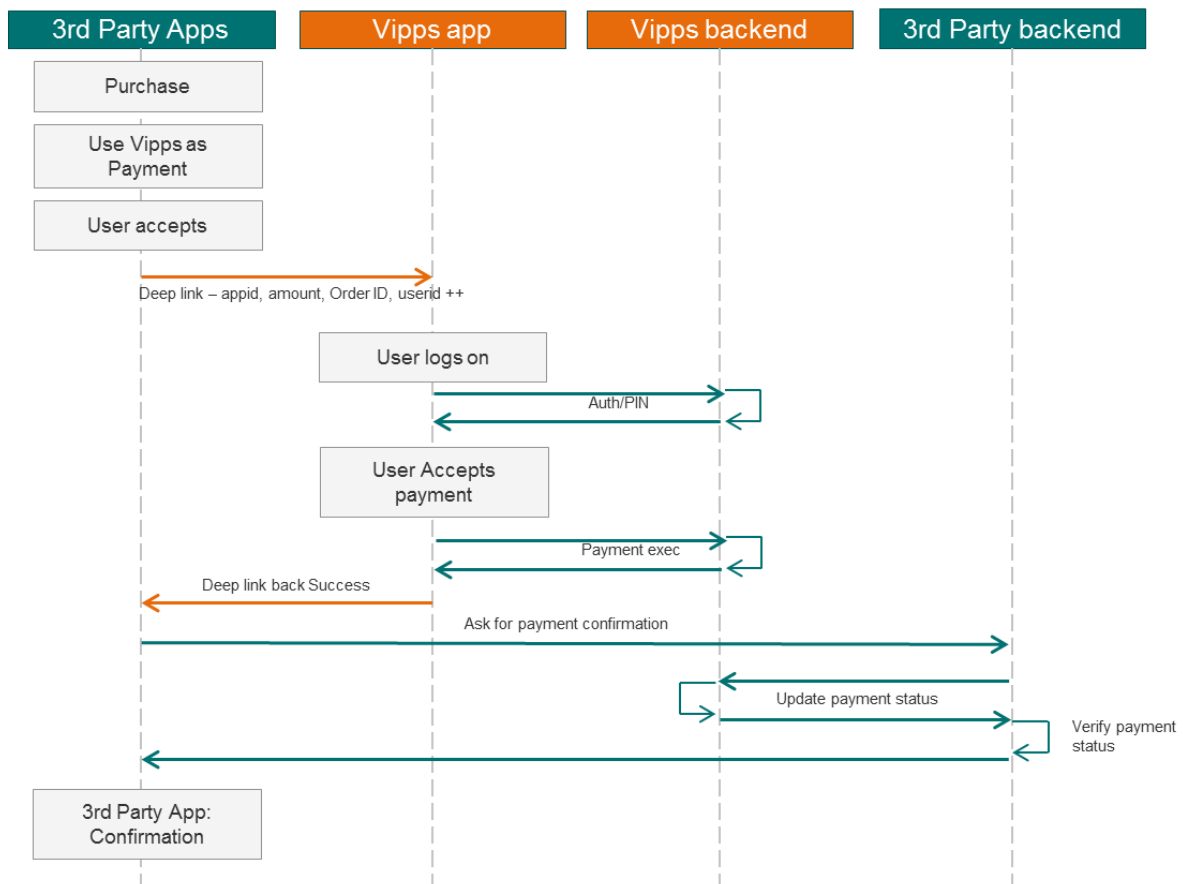 3rd Party Apps
Vipps app
Vipps backend
3rd Party backend
Purchase
Use Vipps as
Payment
User accepts
Deep link – appid, amount, Order ID, userid ++
User logs on
Auth/PIN
User Accepts
payment
Payment exec
Deep link back Success
Ask for payment confirmation
Update payment status
Verify payment
status
3rd Party App:
Confirmation